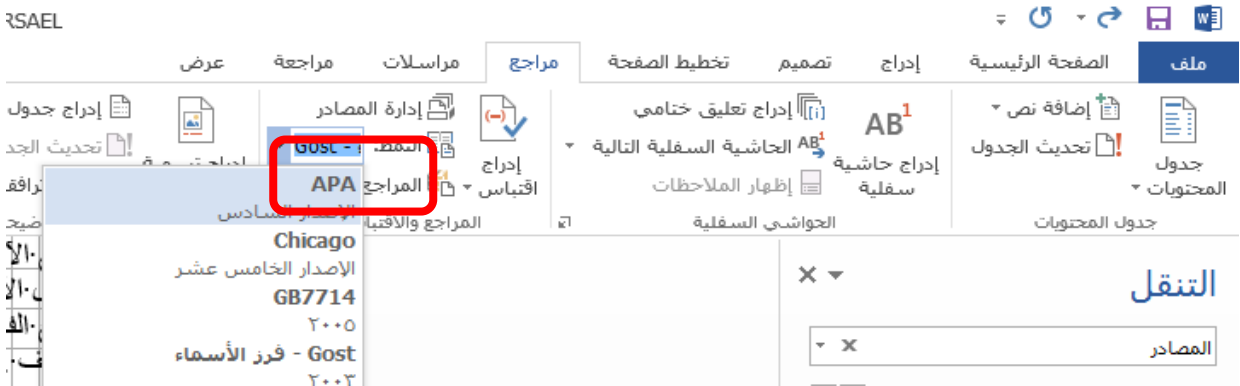 RSAEL
ملف
الصفحة الرئيسية
إدراج
تصميم
تخطيط الصفحة
مراجع
مراسلات
مراجعة
عرض
جدول
المحتويات
إضافة نص
تحديث الجدول
جدول المحتويات
AB1
إدراج حاشية
سفلية
إدراج تعليق ختامي
الحاشية السفلية التالية
إظهار الملاحظات
الحواشي السفلية
إدراج
اقتباس
إدارة المصادر
النمط:
Gost -
المراجع
المراجع والاقتبا
إدراج جدول
تحديث الجد
APA
الإصدار السادس
Chicago
الإصدار الخامس عشر
GB7714
٢٠٠٥
Gost - فرز الأسماء
٢٠٠٣
التنقل
المصادر